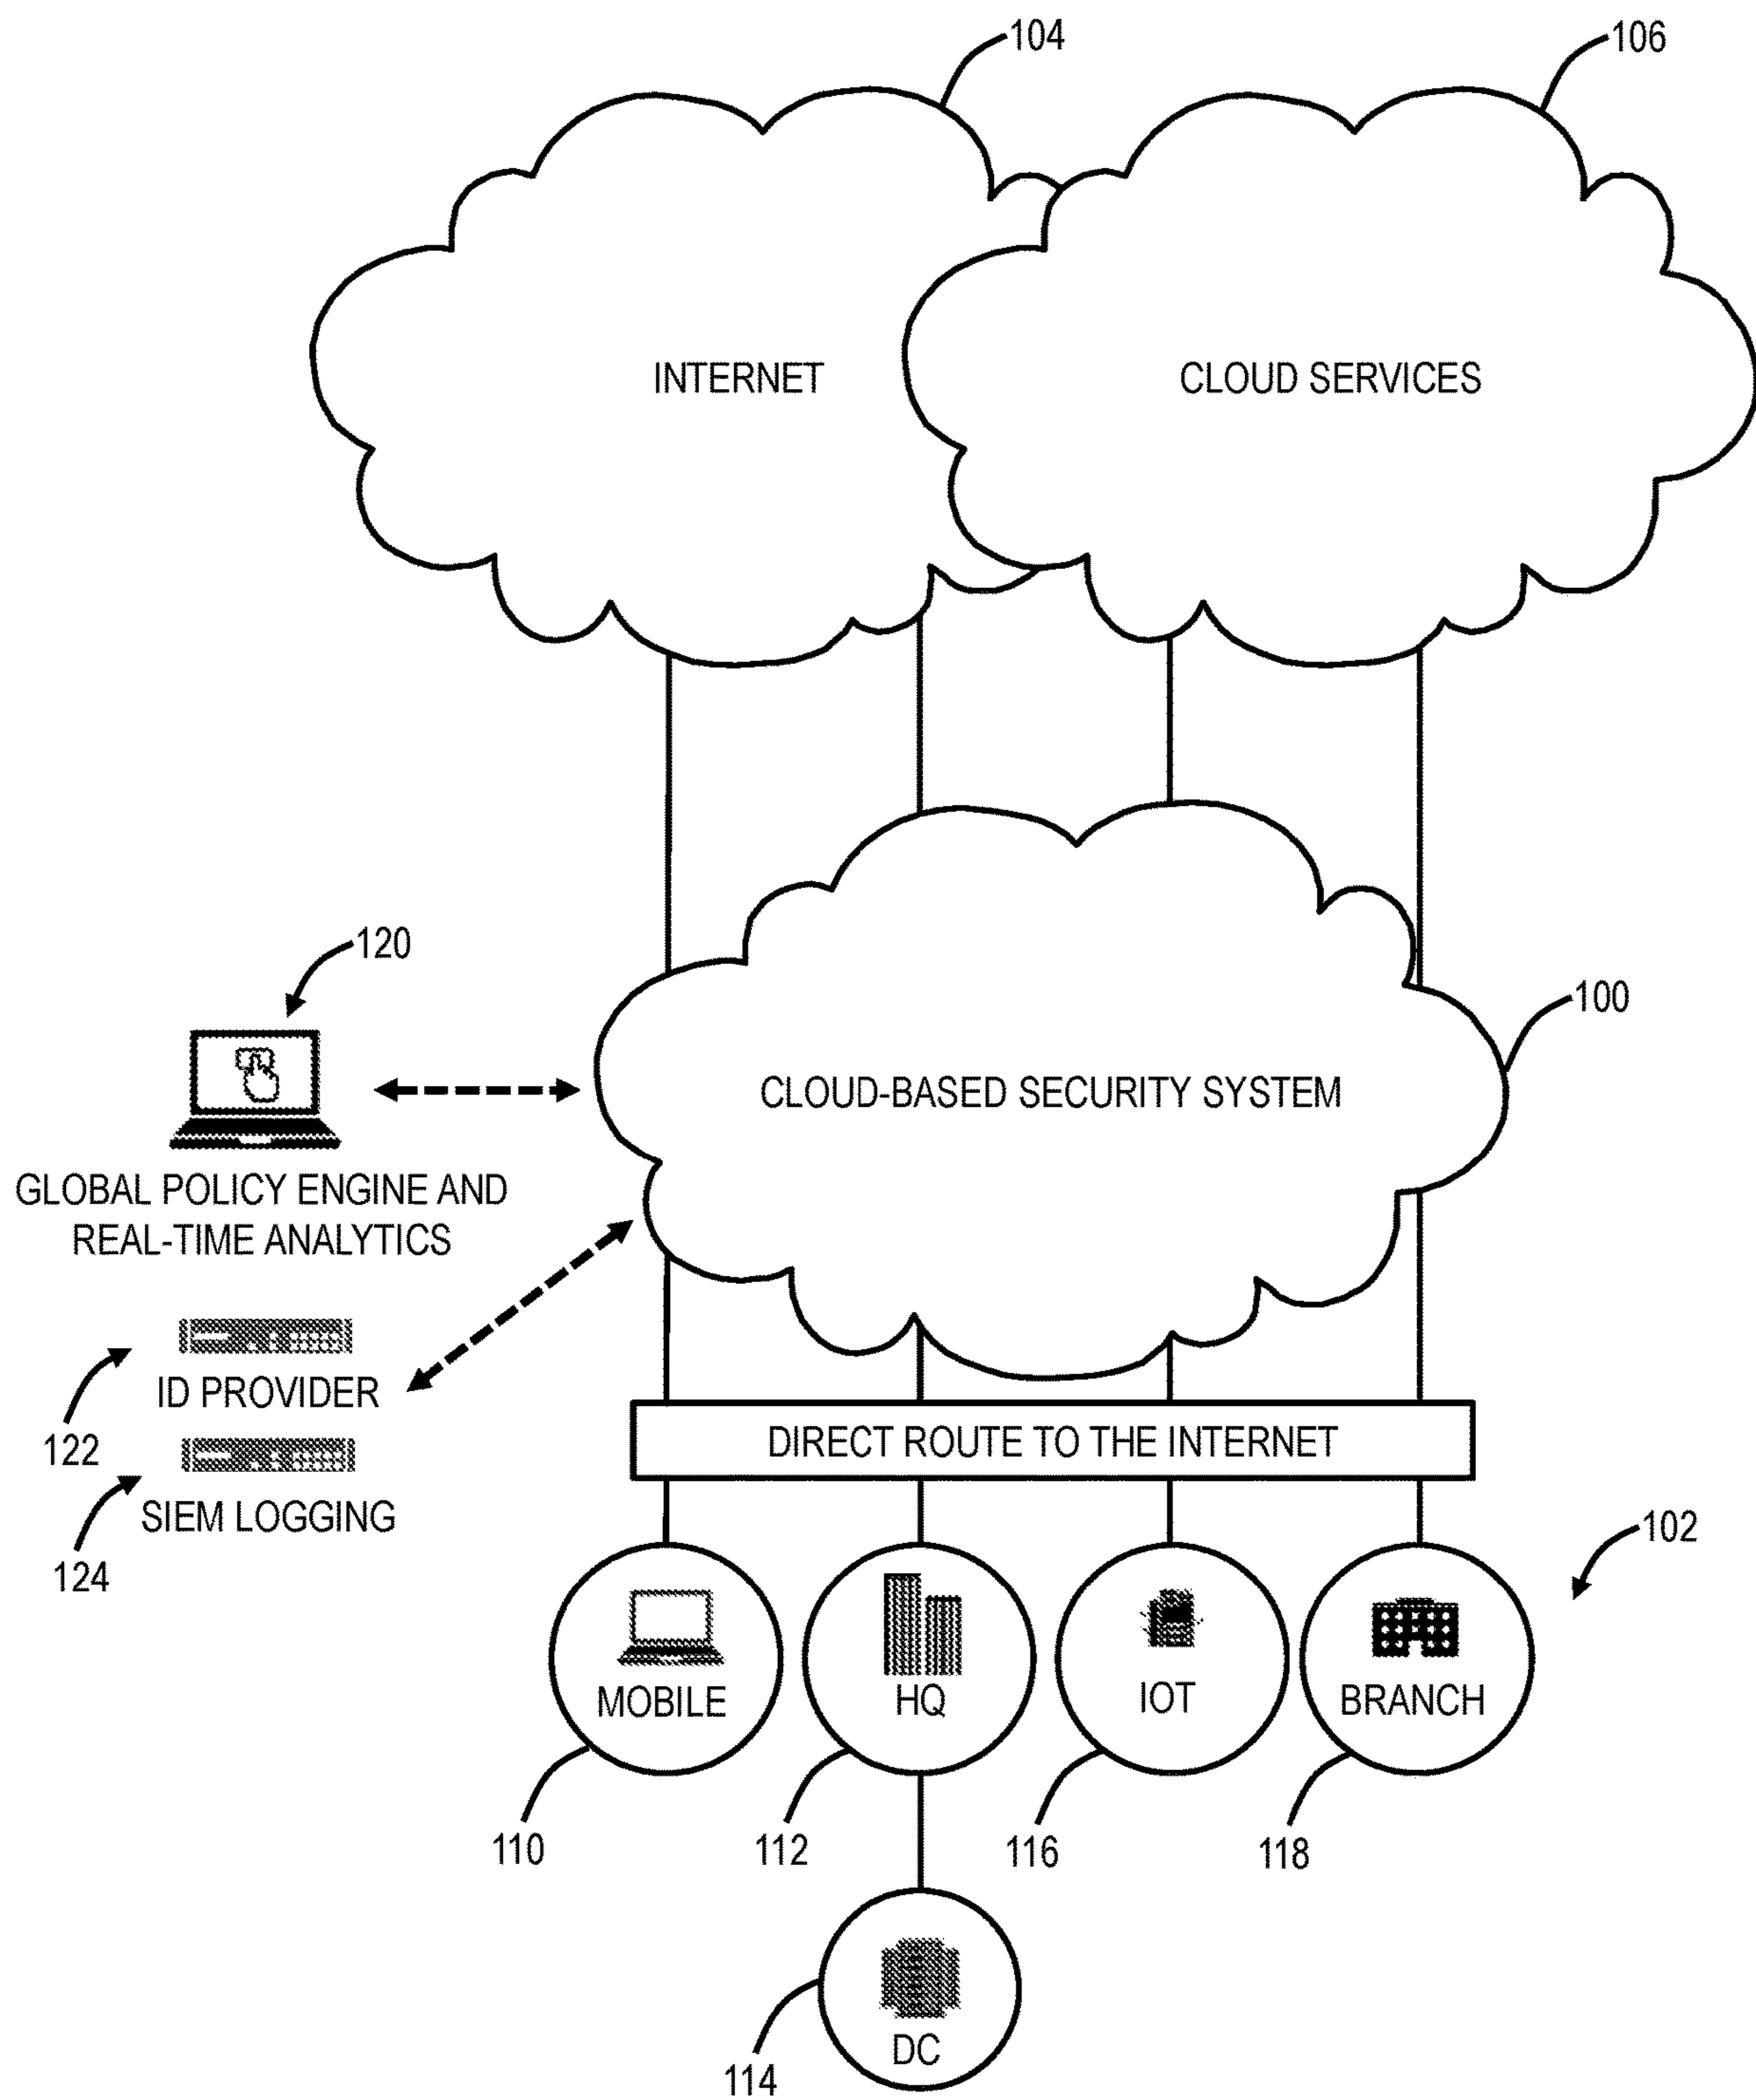 104
106
INTERNET
CLOUD SERVICES
120
100
CLOUD-BASED SECURITY SYSTEM
GLOBAL POLICY ENGINE AND
REAL-TIME ANALYTICS
ID PROVIDER
122
DIRECT ROUTE TO THE INTERNET
SIEM LOGGING
124
102
MOBILE
HQ
IOT
BRANCH
110
112
116
118
DC
114